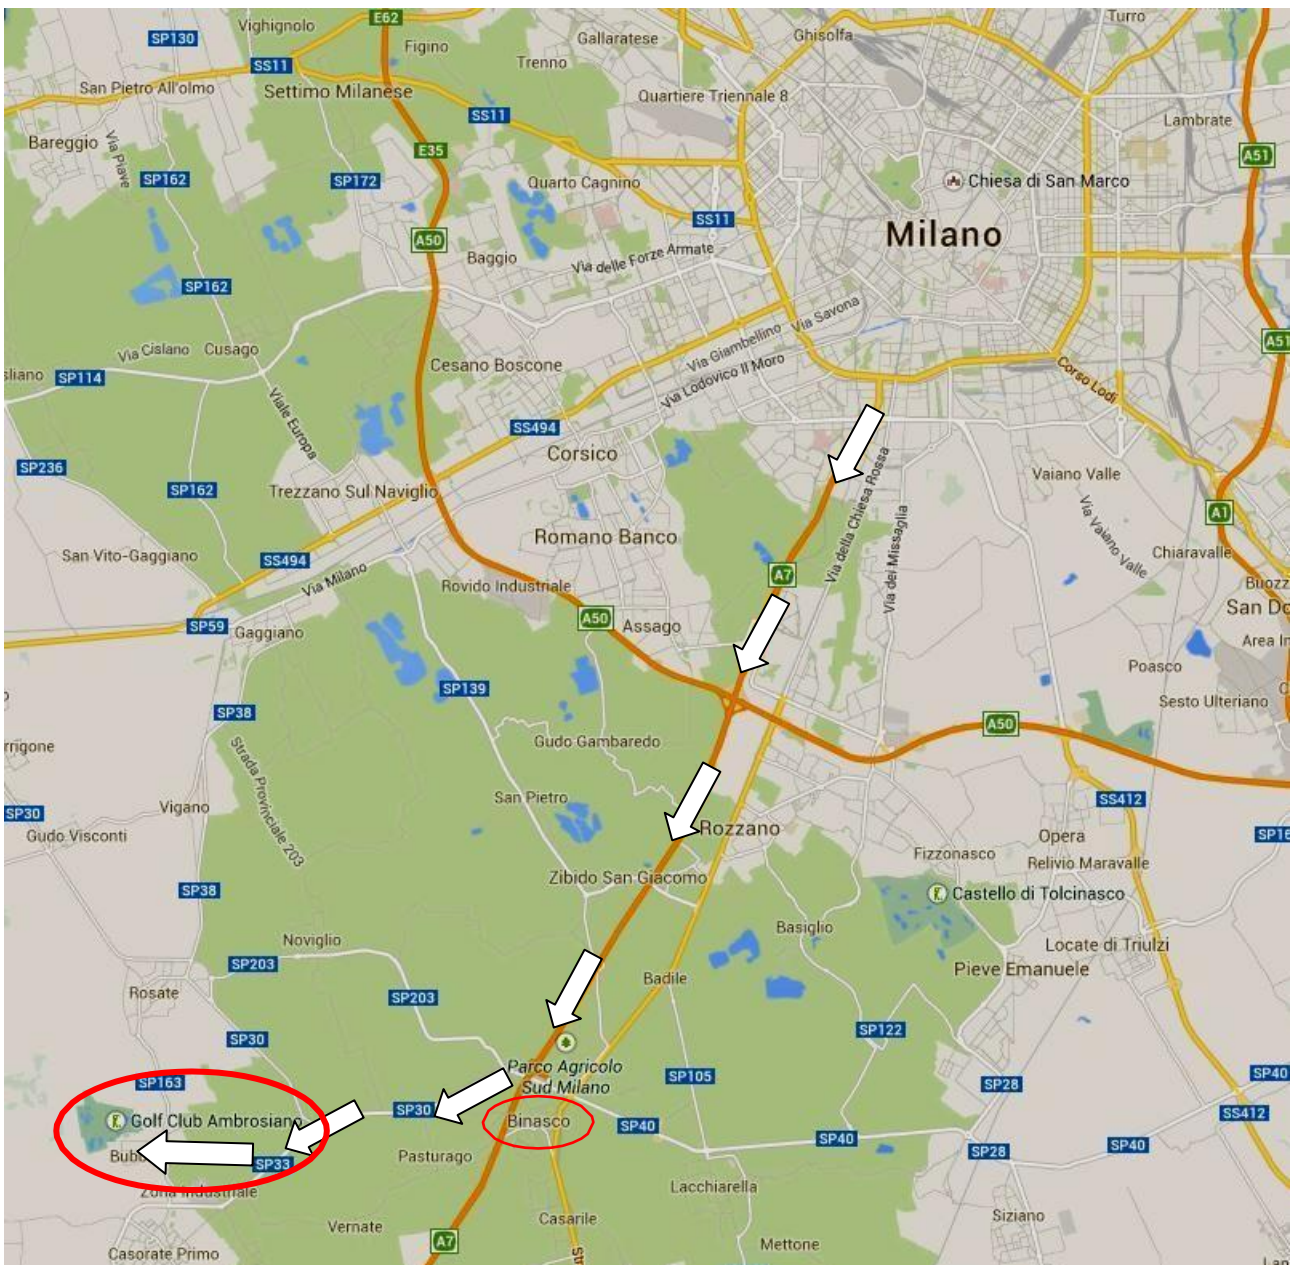 E62
Vighignolo
SP130
Figino
Gallaratese
Ghisolfa
Turro
SS11
Trenno
San Pietro All'olmo
Settimo Milanese
Quartiere Triennale 8
SS11
Lambrate
Bareggio
Via Piave
E35
A51
SP162
SP172
Quarto Cagnino
Chiesa di San Marco
SS11
Milano
A50
Baggio
Via delle Forze Armate
SP162
Via Savona
Via Giambellino
A51
Via Cislano
Cusago
Cesano Boscone
Via Lodovico Il Moro
Corso Lodi
SP114
Viale Europa
SS494
Corsico
SP236
SP162
Trezzano Sul Naviglio
Via della Chiesa Rossa
Vaiano Valle
Via dei Missaglia
Via Vaiano Valle
A1
Romano Banco
San Vito-Gaggiano
SS494
Chiaravalle
Via Milano
Rovido Industriale
A7
San Do
A50
Assago
SP59
Gaggiano
Area In
Poasco
SP139
Sesto Ulteriano
SP38
A50
Gudo Gambaredo
Strada Provinciale 203
San Pietro
SS412
SP30
Vigano
Gudo Visconti
Rozzano
Opera
SP16
Fizzonasco
Relivio Maravalle
Zibido San Giacomo
SP38
Castello di Tolcinasco
Basiglio
Noviglio
Locate di Triulzi
SP203
Pieve Emanuele
Badile
Rosate
SP203
SP122
SP30
Parco Agricolo
Sud Milano
SP105
SP28
SP40
SP163
Golf Club Ambrosiano
SP30
Binasco
SP40
SS412
SP40
SP40
SP28
Bubb
SP33
Pasturago
Zona Industriale
Lacchiarella
Vernate
Casarile
Siziano
A7
Mettone
Casorate Primo